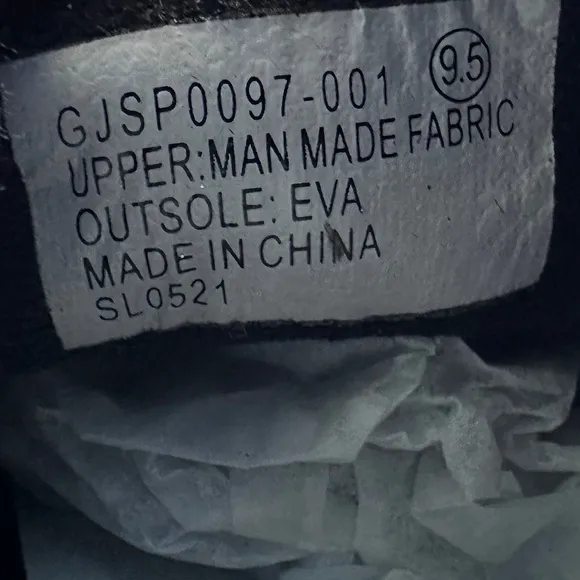 GJSP0097-001 9.5
UPPER:MAN MADE FABRIC
OUTSOLE: EVA
MADE IN CHINA
SL0521